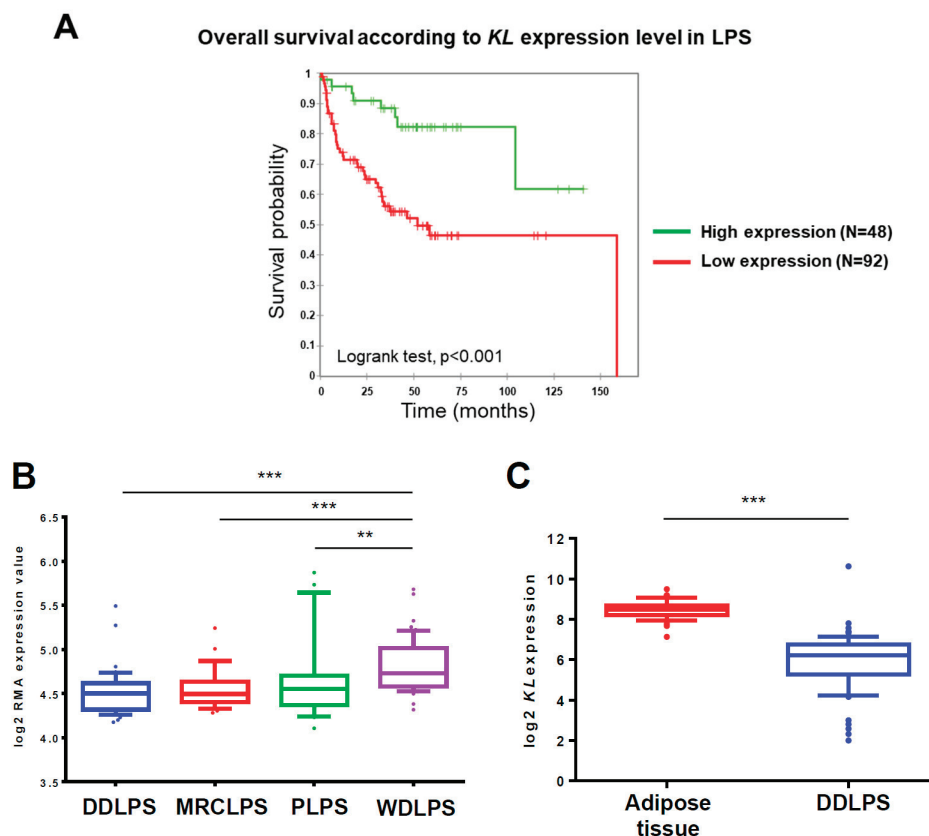 A
Overall survival according to KL expression level in LPS
1
0.9
0.8
0.7
0.6
0.5
0.4
0.3
0.2
0.1
0
Survival probability
Logrank test, p<0.001
0 25 50 75 100 125 150
Time (months)
High expression (N=48)
Low expression (N=92)
B
***
***
**
6.5
6.0
5.5
5.0
4.5
4.0
3.5
log2 RMA expression value
DDLPS MRCLPS PLPS WDLPS
C
***
12
10
8
6
4
2
0
log2 KL expression
Adipose
tissue
DDLPS